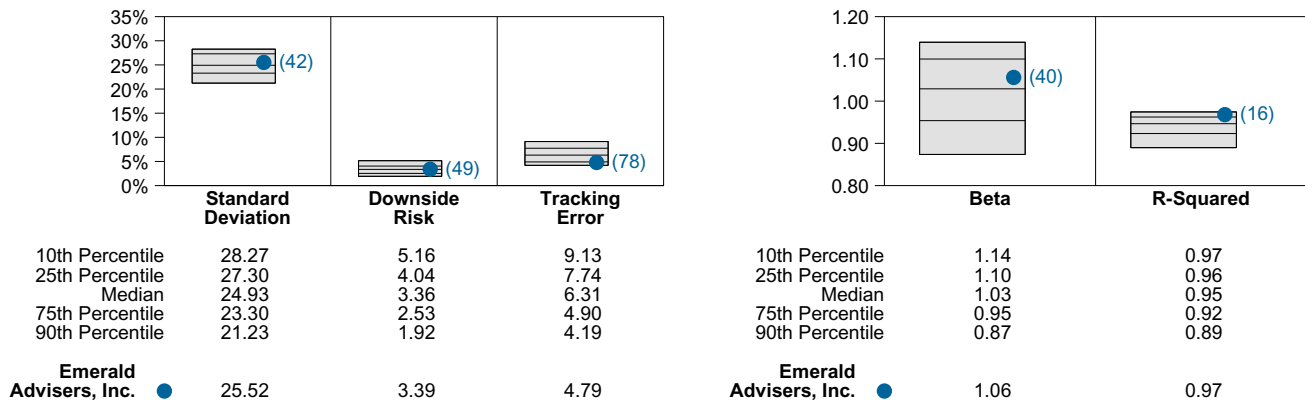 35%
30%
25%
20%
15%
10%
5%
0%
(42)
(49)
(78)
Standard Deviation
Downside Risk
Tracking Error
10th Percentile 28.27 5.16 9.13
25th Percentile 27.30 4.04 7.74
Median 24.93 3.36 6.31
75th Percentile 23.30 2.53 4.90
90th Percentile 21.23 1.92 4.19
Emerald
Advisers, Inc. 25.52 3.39 4.79
1.20
1.10
1.00
0.90
0.80
(40)
(16)
Beta R-Squared
10th Percentile 1.14 0.97
25th Percentile 1.10 0.96
Median 1.03 0.95
75th Percentile 0.95 0.92
90th Percentile 0.87 0.89
Emerald
Advisers, Inc. 1.06 0.97